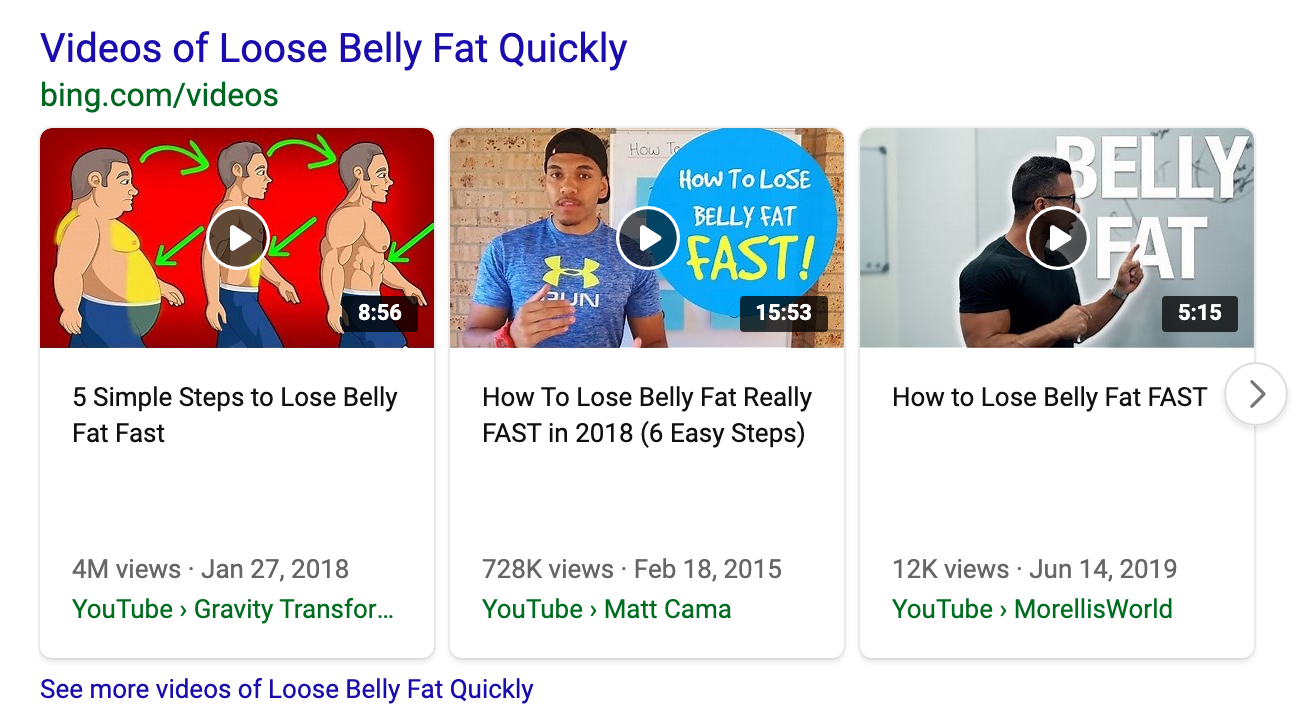 Videos of Loose Belly Fat Quickly
bing.com/videos
8:56
How To
HOW TO LOSE
BELLY FAT
FAST!
RUN
15:53
BELLY
FAT
5:15
5 Simple Steps to Lose Belly
Fat Fast
4M views · Jan 27, 2018
YouTube › Gravity Transfor...
How To Lose Belly Fat Really
FAST in 2018 (6 Easy Steps)
728K views · Feb 18, 2015
YouTube › Matt Cama
How to Lose Belly Fat FAST
12K views · Jun 14, 2019
YouTube › MorellisWorld
See more videos of Loose Belly Fat Quickly